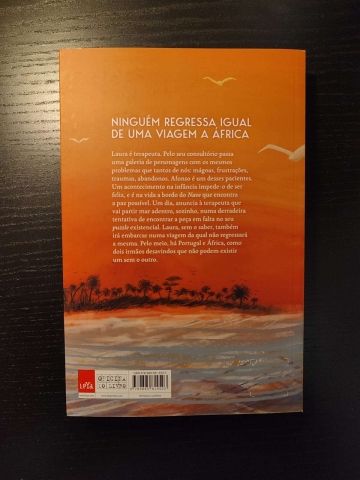 NINGUÉM REGRESSA IGUAL
DE UMA VIAGEM A ÁFRICA
Laura é terapeuta. Pelo seu consultório passa
uma galeria de personagens com os mesmos
problemas que tantos de nós: mágoas, frustrações,
traumas, abandonos. Afonso é um desses pacientes.
Um acontecimento na infância impede-o de ser
feliz, e é na vida a bordo do Nave que encontra
a paz possível. Um dia, anuncia à terapeuta que
vai partir mar adentro, sozinho, numa derradeira
tentativa de encontrar a peça em falta no seu
puzzle existencial. Laura, sem o saber, também
irá embarcar numa viagem da qual não regressará
a mesma. Pelo meio, há Portugal e África, como
dois irmãos desavindos que não podem existir
um sem o outro.
LEYA
OFICINA
DO LIVRO